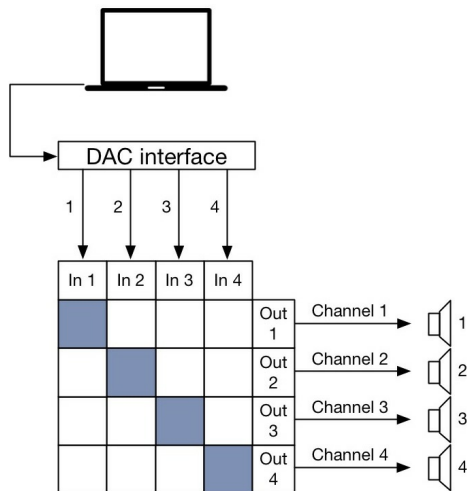 DAC interface
1 2 3 4
In 1 In 2 In 3 In 4
Out
1
Channel 1
1
Out
2
Channel 2
2
Out
3
Channel 3
3
Out
4
Channel 4
4